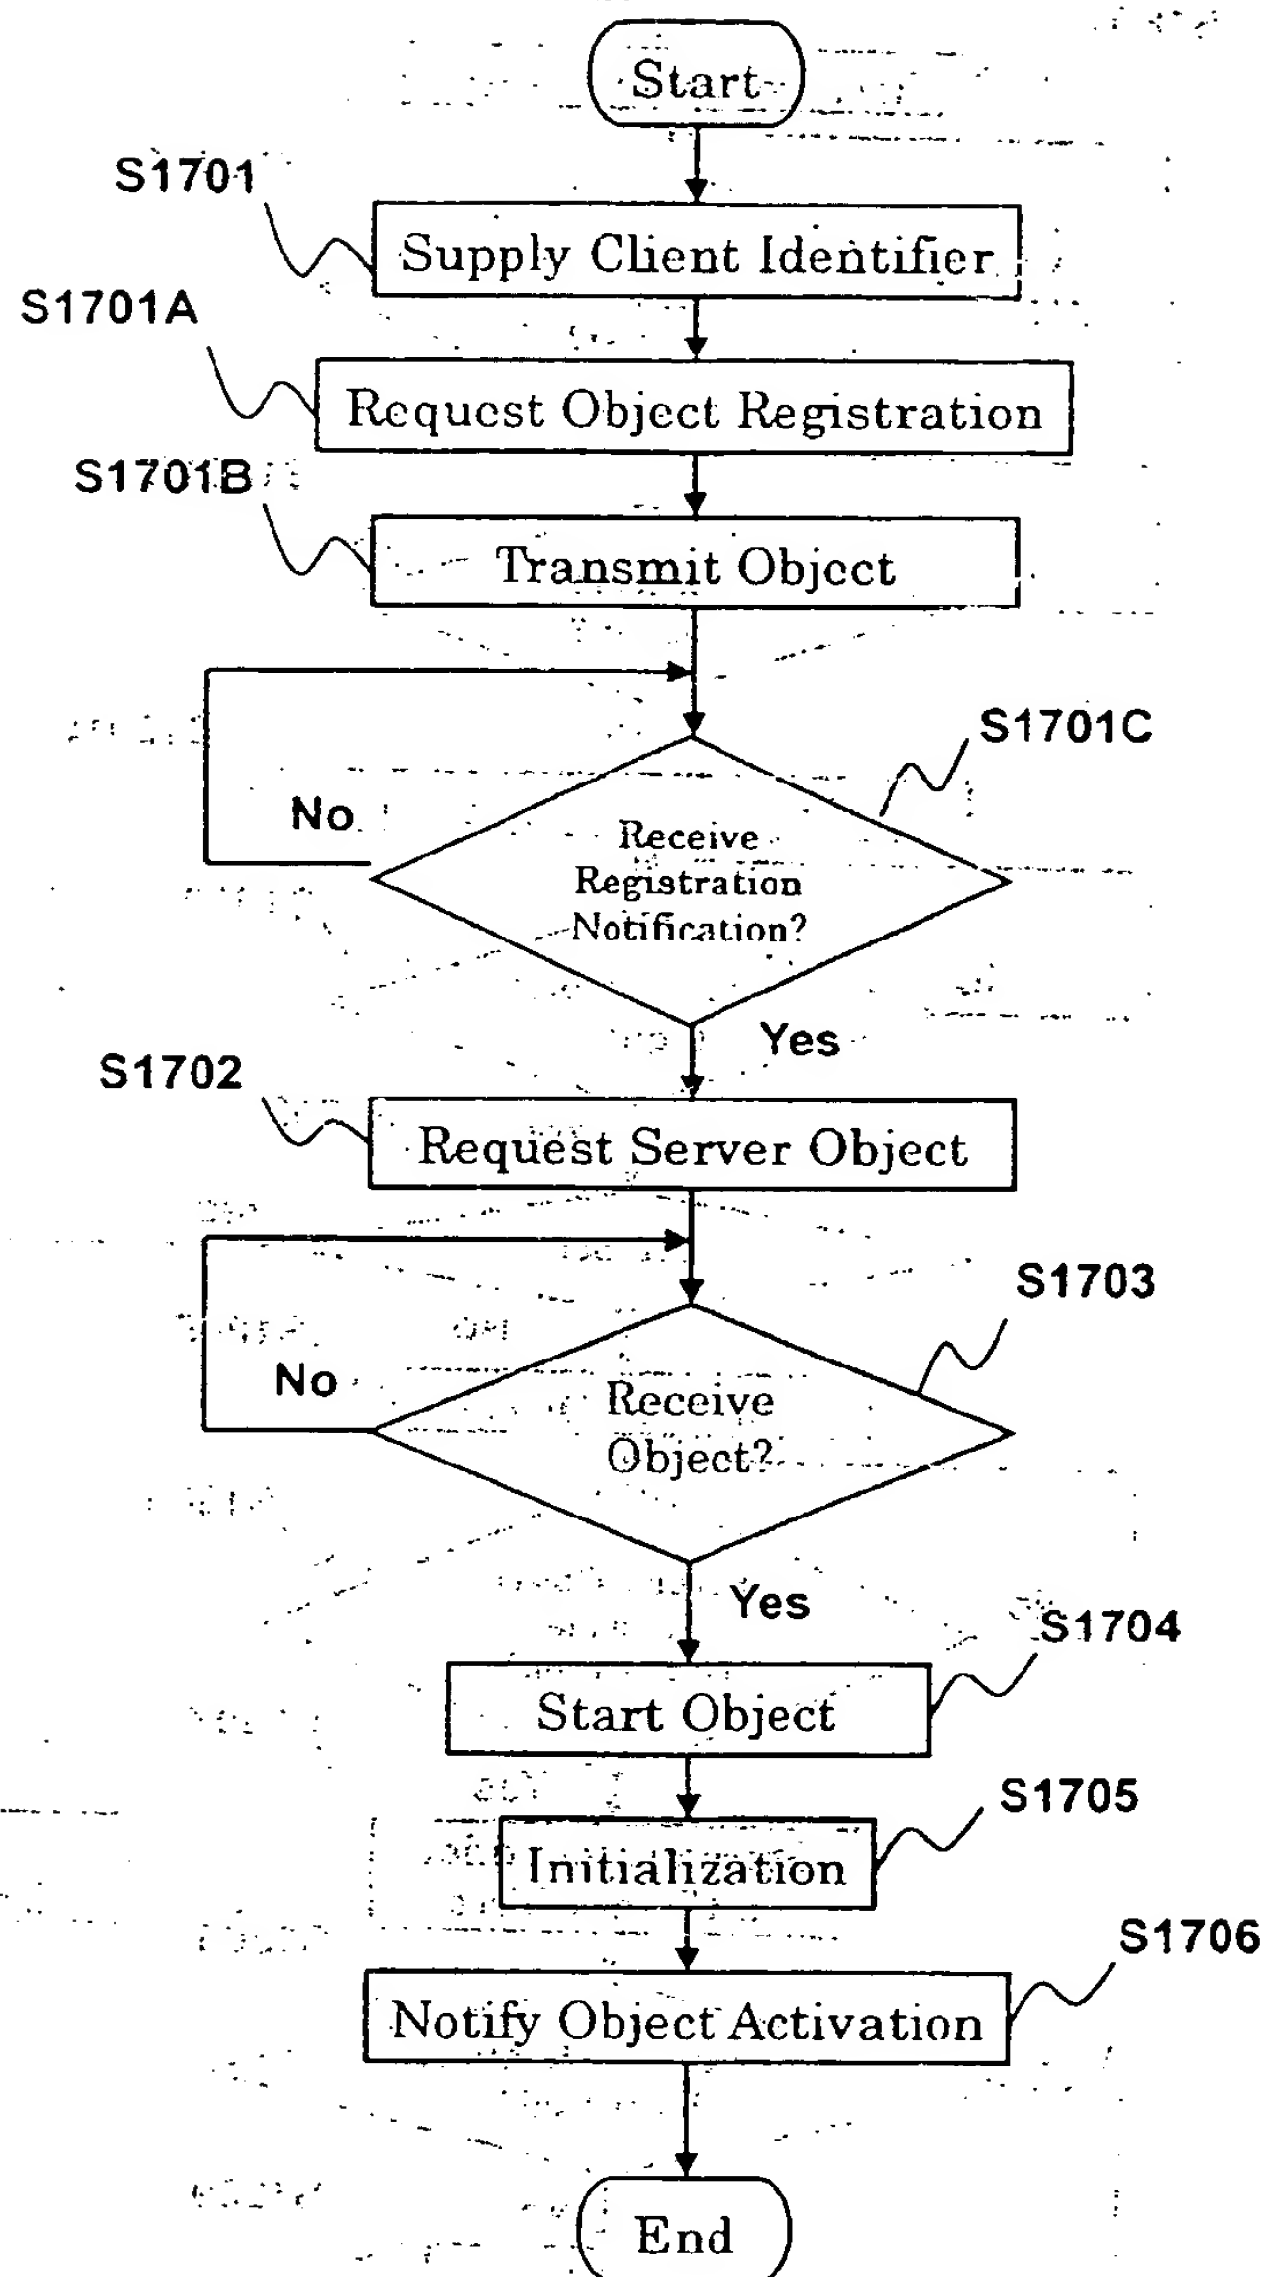 Start
S1701
Supply Client Identifier
S1701A
Request Object Registration
S1701B
Transmit Object
S1701C
No
Receive
Registration
Notification?
Yes
S1702
Request Server Object
S1703
No
Receive
Object?
Yes
S1704
Start Object
S1705
Initialization
S1706
Notify Object Activation
End